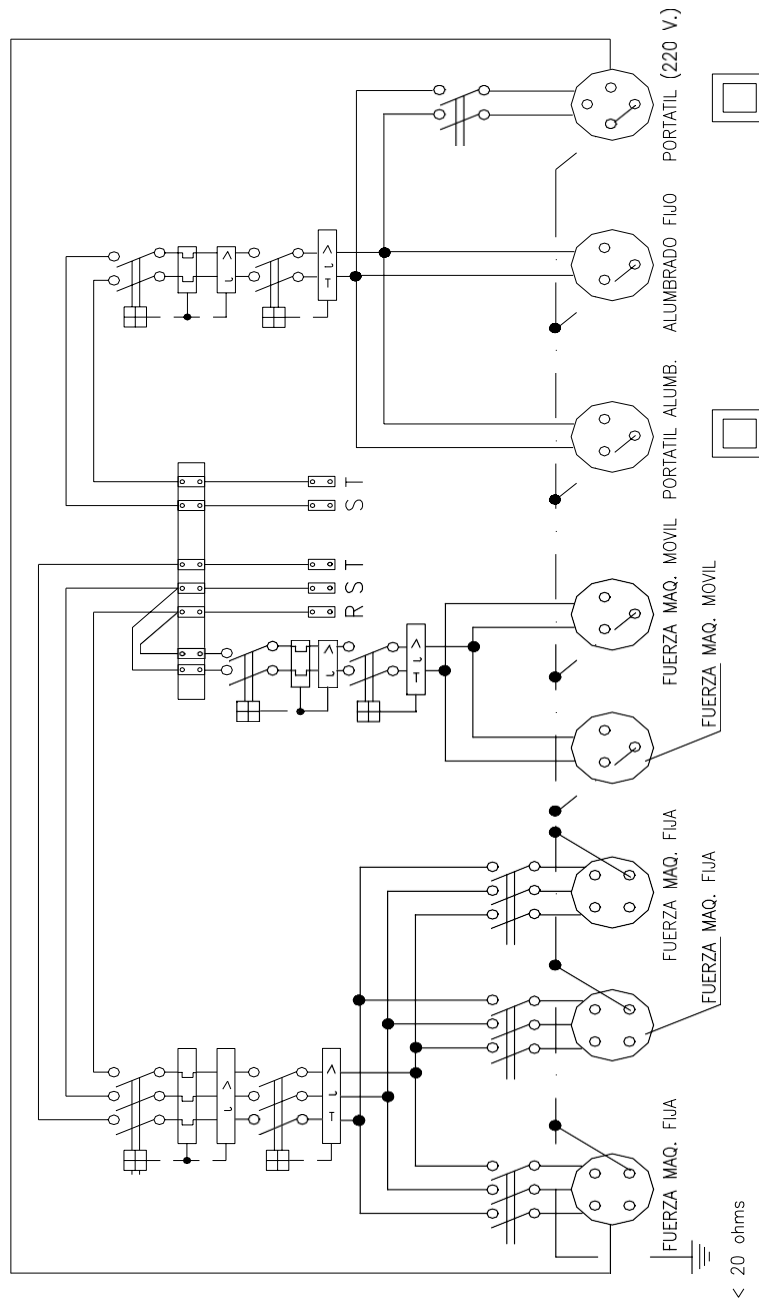 I >
I >
I >
T I >
T I >
T I >
R S T
S T
FUERZA MAQ. FIJA
FUERZA MAQ. FIJA
FUERZA MAQ. FIJA
FUERZA MAQ. MOVIL
FUERZA MAQ. MOVIL
PORTATIL ALUMB.
ALUMBRADO FIJO
PORTATIL (220 V.)
< 20 ohms